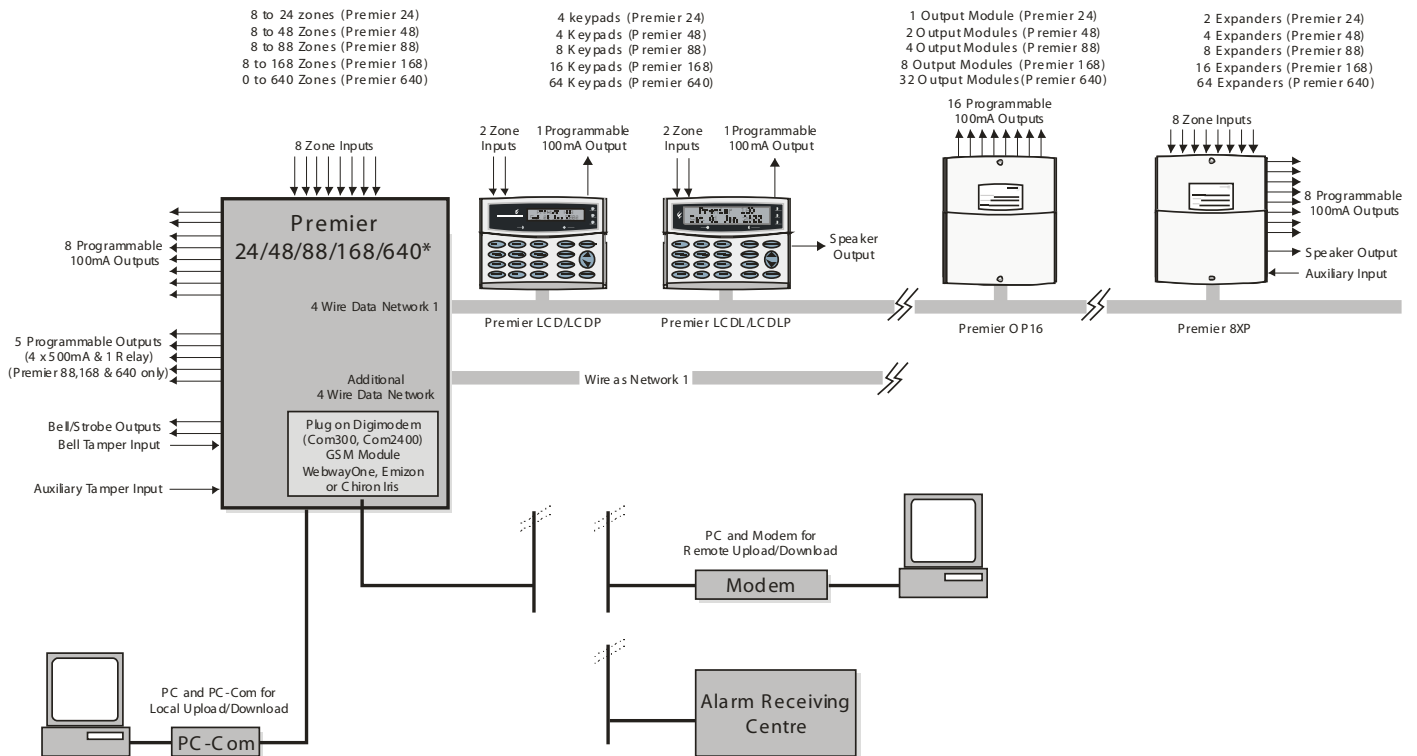 8 to 24 zones (Premier 24)
8 to 48 Zones (Premier 48)
8 to 88 Zones (Premier 88)
8 to 168 Zones (Premier 168)
0 to 640 Zones (Premier 640)
4 keypads (Premier 24)
4 Keypads (Premier 48)
8 Keypads (Premier 88)
16 Keypads (Premier 168)
64 Keypads (Premier 640)
1 Output Module (Premier 24)
2 Output Modules (Premier 48)
4 Output Modules (Premier 88)
8 Output Modules (Premier 168)
32 Output Modules (Premier 640)
2 Expanders (Premier 24)
4 Expanders (Premier 48)
8 Expanders (Premier 88)
16 Expanders (Premier 168)
64 Expanders (Premier 640)
8 Zone Inputs
2 Zone
Inputs
1 Programmable
100mA Output
2 Zone
Inputs
1 Programmable
100mA Output
16 Programmable
100mA Outputs
8 Zone Inputs
Premier
24/48/88/168/640*
8 Programmable
100mA Outputs
Speaker
Output
8 Programmable
100mA Outputs
Speaker Output
Auxiliary Input
4 Wire Data Network 1
Premier LCD/LCDP
Premier LCDL/LCDLP
Premier OP16
Premier 8XP
5 Programmable Outputs
(4 x 500mA & 1 Relay)
(Premier 88,168 & 640 only)
Additional
4 Wire Data Network
Wire as Network 1
Bell/Strobe Outputs
Bell Tamper Input
Auxiliary Tamper Input
Plug on Digimodem
(Com300, Com2400)
GSM Module
WebwayOne, Emizon
or Chiron Iris
PC and Modem for
Remote Upload/Download
Modem
PC and PC-Com for
Local Upload/Download
PC-Com
Alarm Receiving
Centre